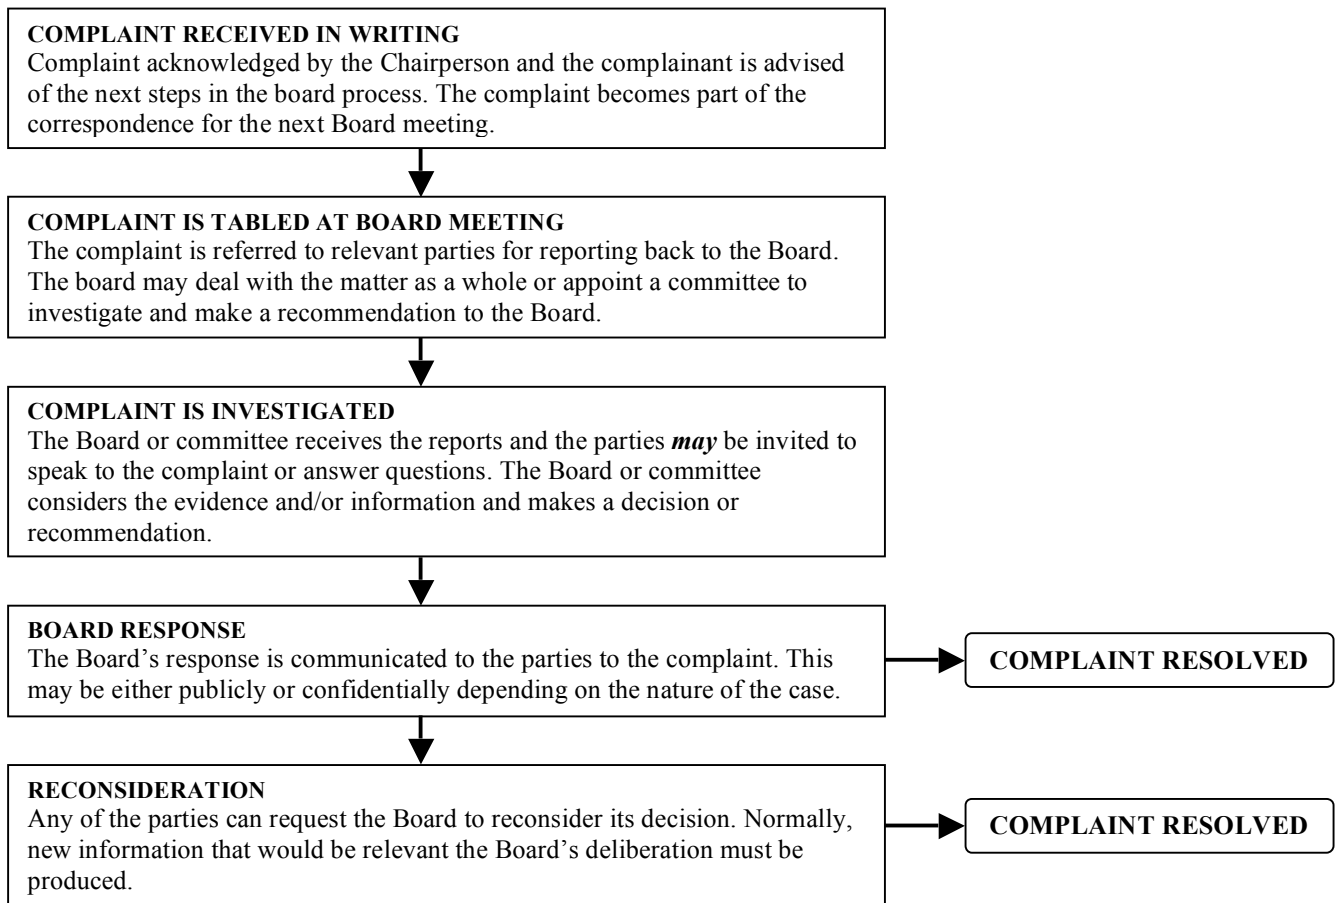 COMPLAINT RECEIVED IN WRITING
Complaint acknowledged by the Chairperson and the complainant is advised
of the next steps in the board process. The complaint becomes part of the
correspondence for the next Board meeting.
COMPLAINT IS TABLED AT BOARD MEETING
The complaint is referred to relevant parties for reporting back to the Board.
The board may deal with the matter as a whole or appoint a committee to
investigate and make a recommendation to the Board.
COMPLAINT IS INVESTIGATED
The Board or committee receives the reports and the parties may be invited to
speak to the complaint or answer questions. The Board or committee
considers the evidence and/or information and makes a decision or
recommendation.
BOARD RESPONSE
The Board’s response is communicated to the parties to the complaint. This
may be either publicly or confidentially depending on the nature of the case.
COMPLAINT RESOLVED
RECONSIDERATION
Any of the parties can request the Board to reconsider its decision. Normally,
new information that would be relevant the Board’s deliberation must be
produced.
COMPLAINT RESOLVED